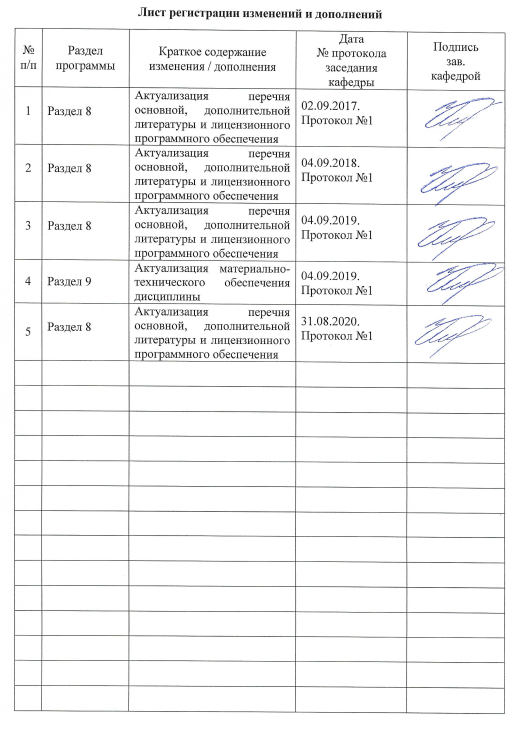 Лист регистрации изменений и дополнений
№
п/п
Раздел
программы
Краткое содержание
изменения / дополнения
Дата
№ протокола
заседания
кафедры
Подпись
зав.
кафедрой
1
Раздел 8
Актуализация перечня
основной, дополнительной
литературы и лицензионного
программного обеспечения
02.09.2017.
Протокол №1
2
Раздел 8
Актуализация перечня
основной, дополнительной
литературы и лицензионного
программного обеспечения
04.09.2018.
Протокол №1
3
Раздел 8
Актуализация перечня
основной, дополнительной
литературы и лицензионного
программного обеспечения
04.09.2019.
Протокол №1
4
Раздел 9
Актуализация материально-
технического обеспечения
дисциплины
04.09.2019.
Протокол №1
5
Раздел 8
Актуализация перечня
основной, дополнительной
литературы и лицензионного
программного обеспечения
31.08.2020.
Протокол №1